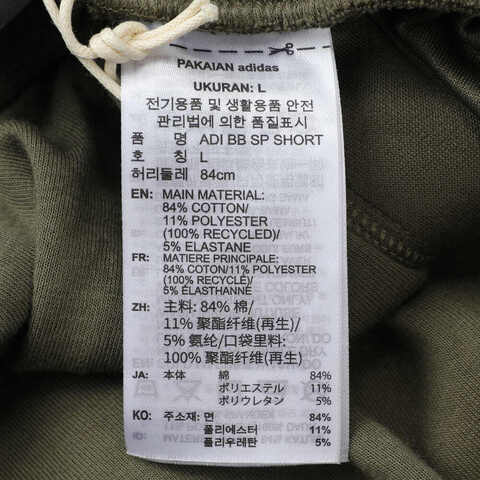 PAKAIAN adidas
UKURAN: L
전기용품 및 생활용품 안전
관리법에 의한 품질표시
품 명 ADI BB SP SHORT
호 칭 L
허리둘레 84cm
EN: MAIN MATERIAL:
84% COTTON/
11% POLYESTER
(100% RECYCLED)/
5% ELASTANE
FR: MATIERE PRINCIPALE:
84% COTON/11% POLYESTER
(100% RECYCLÉ)/
5% ÉLASTHANNE
ZH: 主料: 84% 棉/
11% 聚酯纤维(再生)/
5% 氨纶/口袋里料:
100% 聚酯纤维(再生)
JA: 本体 綿 84%
ポリエステル 11%
ポリウレタン 5%
KO: 주소재: 면 84%
폴리에스터 11%
폴리우레탄 5%